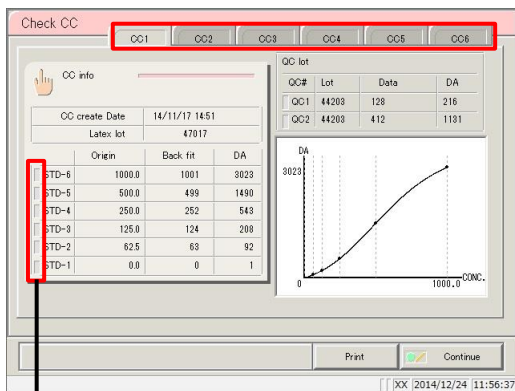 Check CC
CC1 CC2 CC3 CC4 CC5 CC6
CC info
CC create Date 14/11/17 14:51
Latex lot 47017
Origin Back fit DA
STD-6 1000.0 1001 3023
STD-5 500.0 499 1490
STD-4 250.0 252 543
STD-3 125.0 124 208
STD-2 62.5 63 92
STD-1 0.0 0 1
QC lot
QC# Lot Data DA
QC1 44203 128 216
QC2 44203 412 1131
DA
3023
0 1000.0 CONC.
Print Continue
XX 2014/12/24 11:56:37